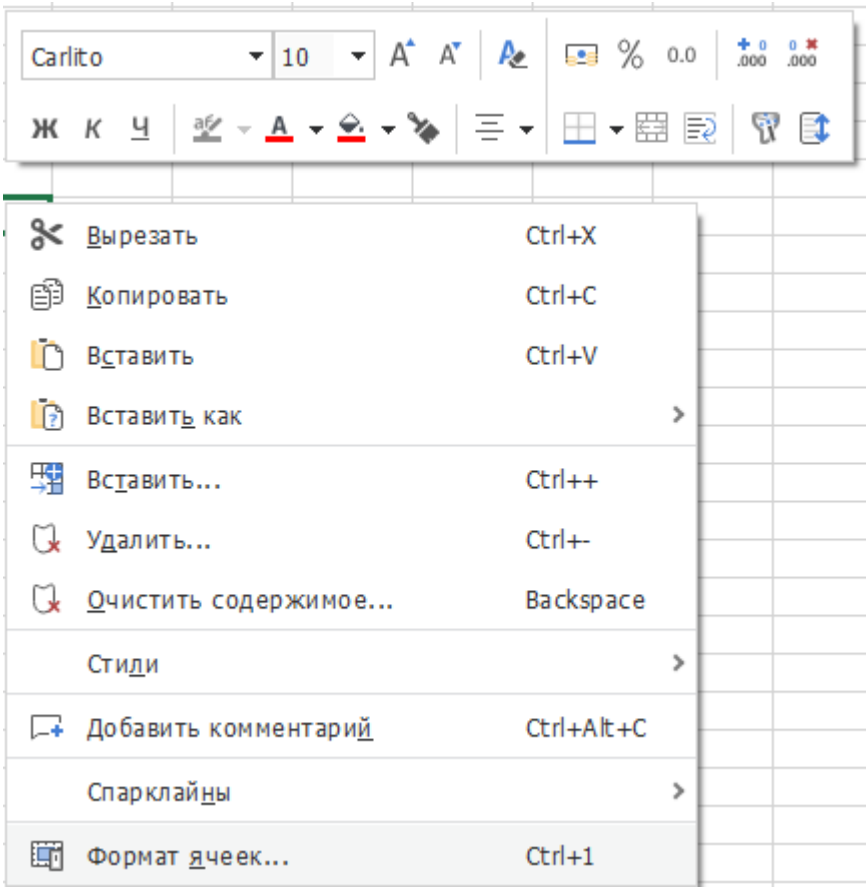 Carlito 10 A A A % 0.0 .000 .000
Ж К Ч аб A
Вырезать Ctrl+X
Копировать Ctrl+C
Вставить Ctrl+V
Вставить как
Вставить... Ctrl++
Удалить... Ctrl+-
Очистить содержимое... Backspace
Стили
Добавить комментарий Ctrl+Alt+C
Спарклайны
Формат ячеек... Ctrl+1